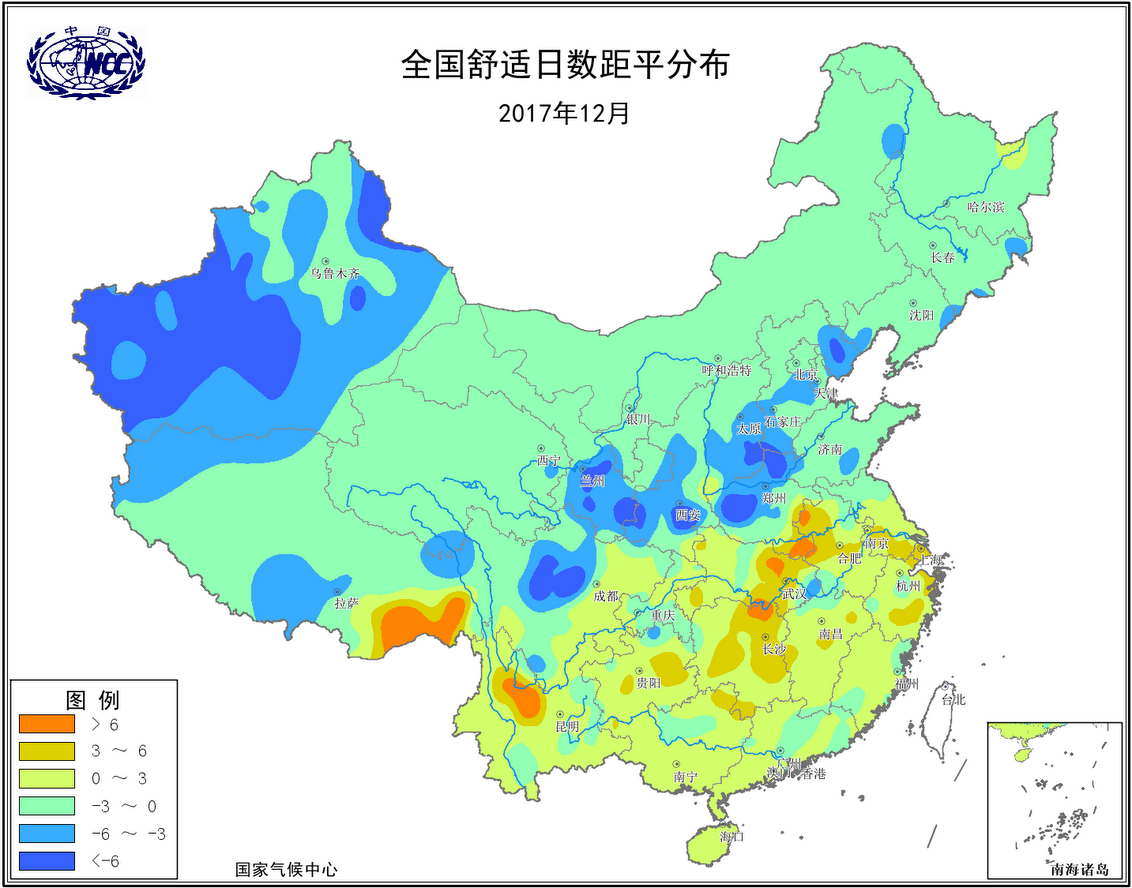 中国
NCC
全国舒适日数距平分布
2017年12月
哈尔滨
长春
乌鲁木齐
沈阳
呼和浩特
北京
天津
银川
太原
石家庄
济南
西宁
兰州
郑州
西安
南京
合肥
上海
成都
武汉
杭州
拉萨
重庆
南昌
长沙
贵阳
福州
台北
昆明
广州
南宁
澳门
香港
海口
图 例
> 6
3 ～ 6
0 ～ 3
-3 ～ 0
-6 ～ -3
<-6
国家气候中心
南海诸岛